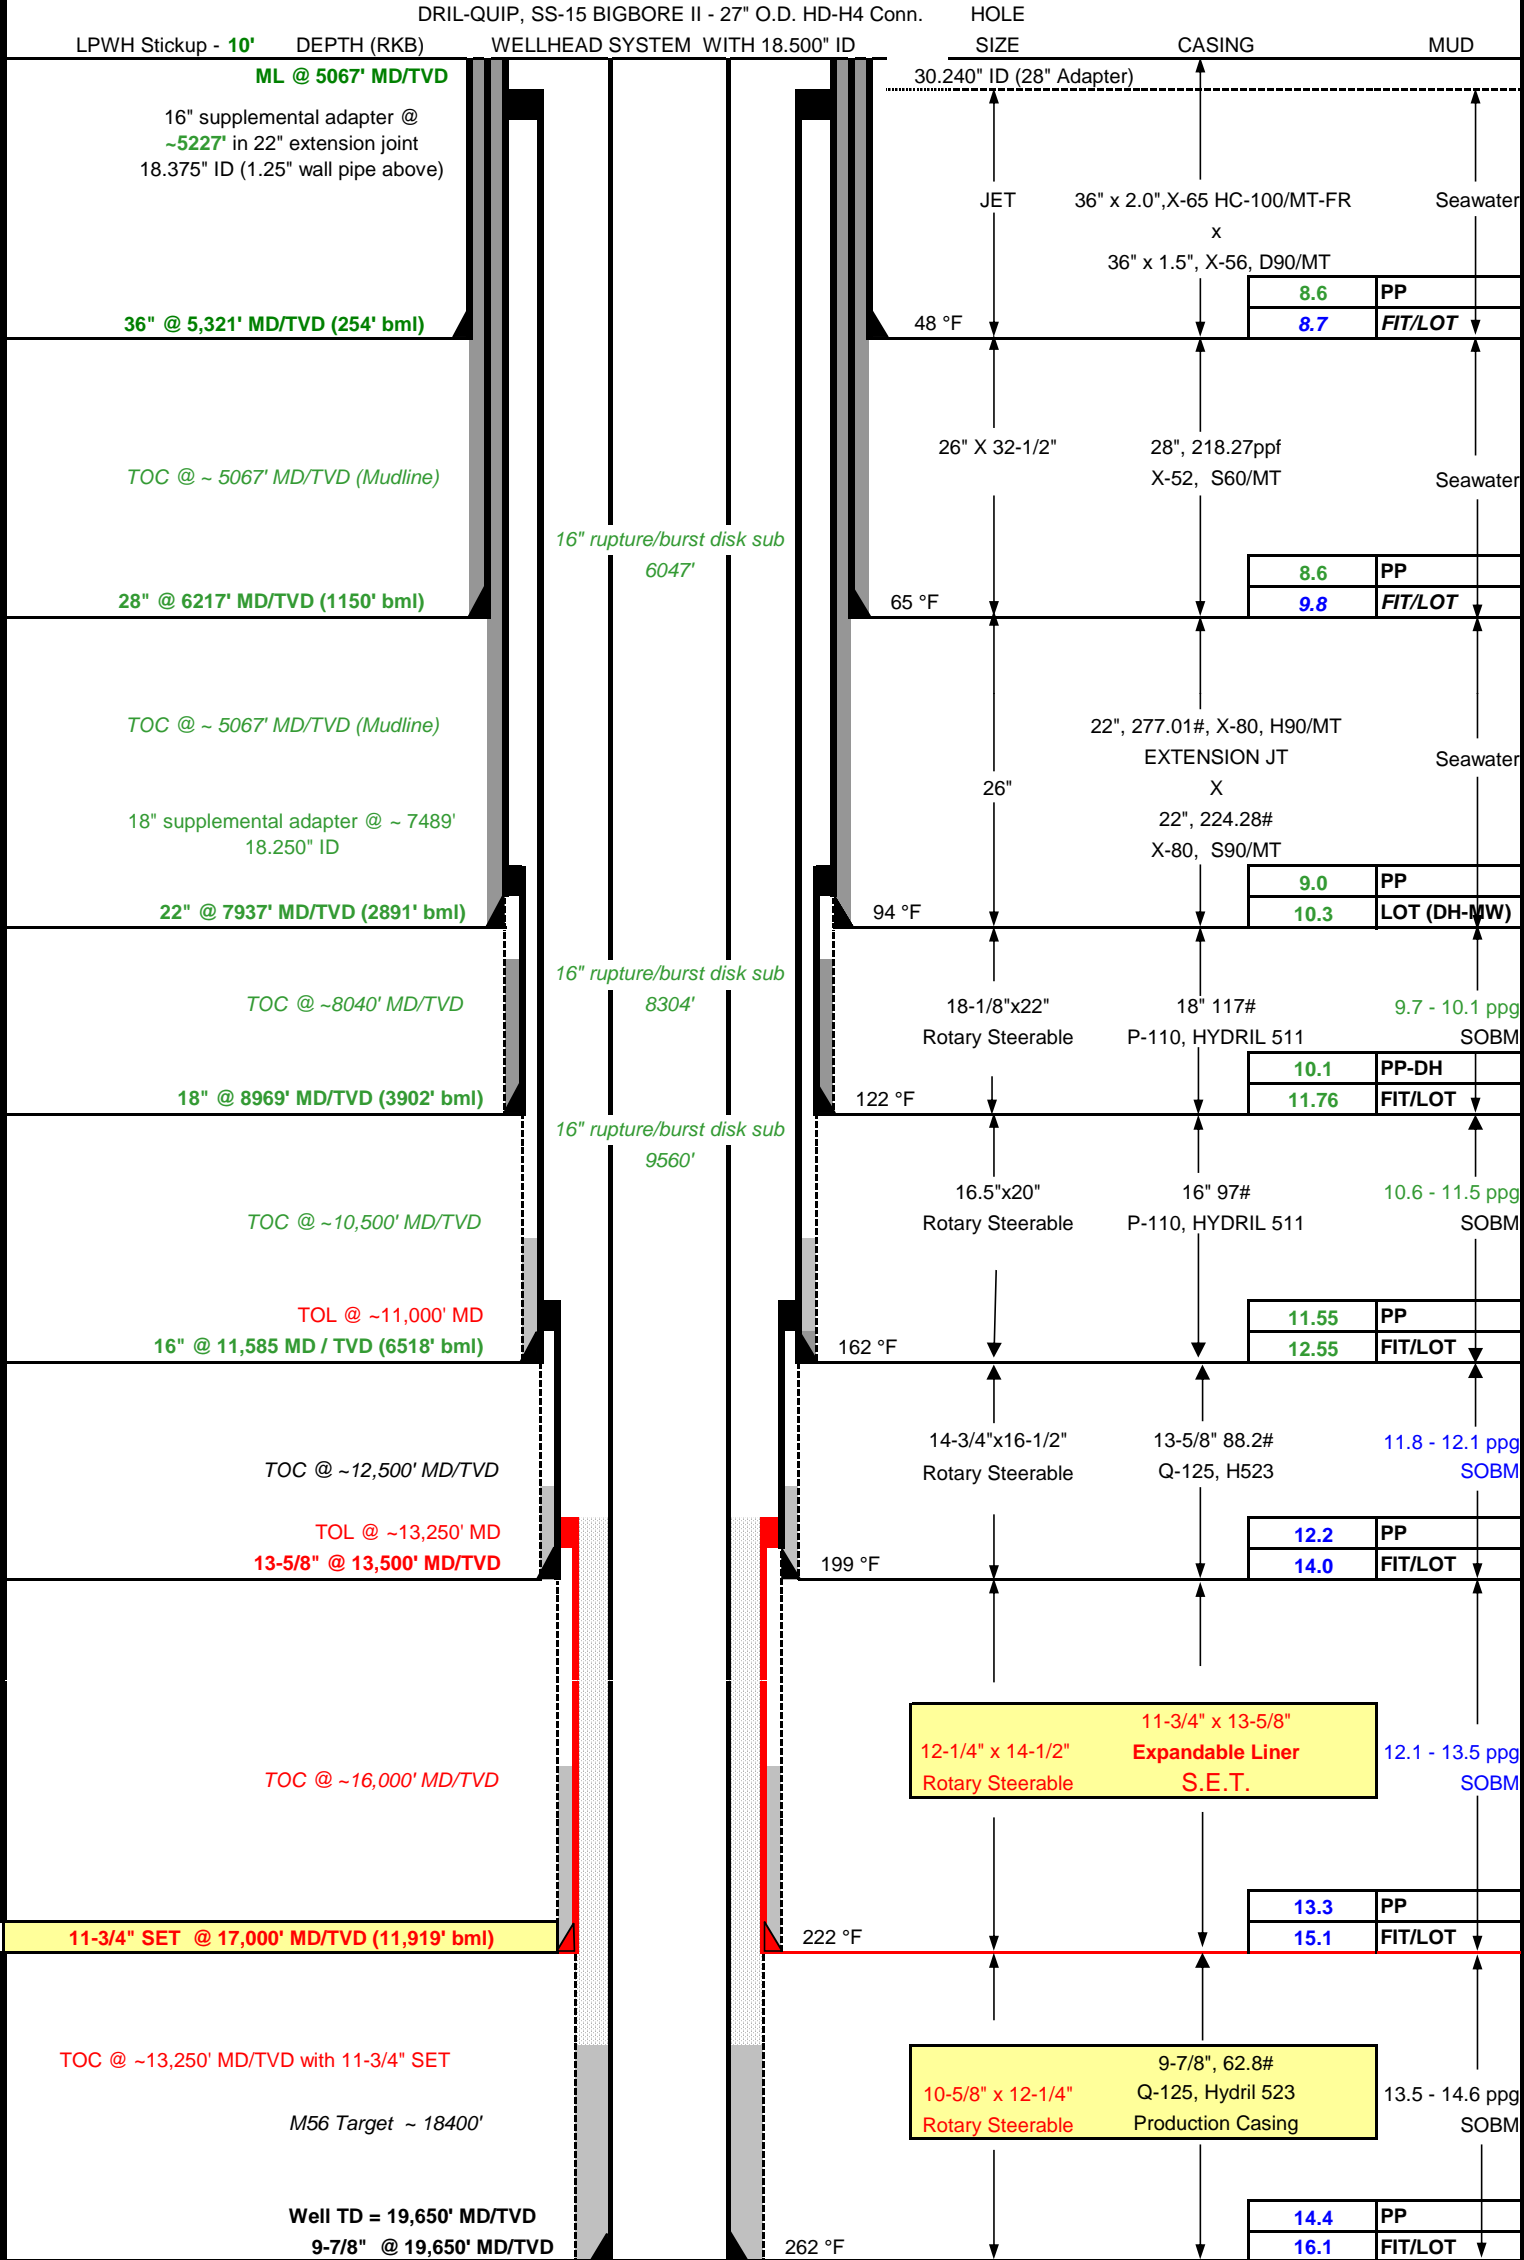 DRIL-QUIP, SS-15 BIGBORE II - 27" O.D. HD-H4 Conn. HOLE
LPWH Stickup - 10' DEPTH (RKB) WELLHEAD SYSTEM WITH 18.500" ID SIZE CASING MUD
ML @ 5067' MD/TVD 30.240" ID (28" Adapter)
16" supplemental adapter @
~5227' in 22" extension joint
18.375" ID (1.25" wall pipe above)
JET 36" x 2.0",X-65 HC-100/MT-FR Seawater
x
36" x 1.5", X-56, D90/MT
8.6 PP
36" @ 5,321' MD/TVD (254' bml) 48 °F 8.7 FIT/LOT
26" X 32-1/2" 28", 218.27ppf
TOC @ ~ 5067' MD/TVD (Mudline) X-52, S60/MT Seawater
16" rupture/burst disk sub
6047' 8.6 PP
28" @ 6217' MD/TVD (1150' bml) 65 °F 9.8 FIT/LOT
TOC @ ~ 5067' MD/TVD (Mudline) 22", 277.01#, X-80, H90/MT
EXTENSION JT Seawater
26" X
18" supplemental adapter @ ~ 7489' 22", 224.28#
18.250" ID X-80, S90/MT
9.0 PP
22" @ 7937' MD/TVD (2891' bml) 94 °F 10.3 LOT (DH-MW)
16" rupture/burst disk sub
TOC @ ~8040' MD/TVD 8304' 18-1/8"x22" 18" 117# 9.7 - 10.1 ppg
Rotary Steerable P-110, HYDRIL 511 SOBM
10.1 PP-DH
18" @ 8969' MD/TVD (3902' bml) 122 °F 11.76 FIT/LOT
16" rupture/burst disk sub
9560'
16.5"x20" 16" 97# 10.6 - 11.5 ppg
TOC @ ~10,500' MD/TVD Rotary Steerable P-110, HYDRIL 511 SOBM
TOL @ ~11,000' MD 11.55 PP
16" @ 11,585 MD / TVD (6518' bml) 162 °F 12.55 FIT/LOT
14-3/4"x16-1/2" 13-5/8" 88.2# 11.8 - 12.1 ppg
TOC @ ~12,500' MD/TVD Rotary Steerable Q-125, H523 SOBM
TOL @ ~13,250' MD 12.2 PP
13-5/8" @ 13,500' MD/TVD 199 °F 14.0 FIT/LOT
11-3/4" x 13-5/8"
12-1/4" x 14-1/2" Expandable Liner 12.1 - 13.5 ppg
TOC @ ~16,000' MD/TVD Rotary Steerable S.E.T. SOBM
13.3 PP
11-3/4" SET @ 17,000' MD/TVD (11,919' bml) 222 °F 15.1 FIT/LOT
TOC @ ~13,250' MD/TVD with 11-3/4" SET 9-7/8", 62.8#
10-5/8" x 12-1/4" Q-125, Hydril 523 13.5 - 14.6 ppg
M56 Target ~ 18400' Rotary Steerable Production Casing SOBM
Well TD = 19,650' MD/TVD 14.4 PP
9-7/8" @ 19,650' MD/TVD 262 °F 16.1 FIT/LOT